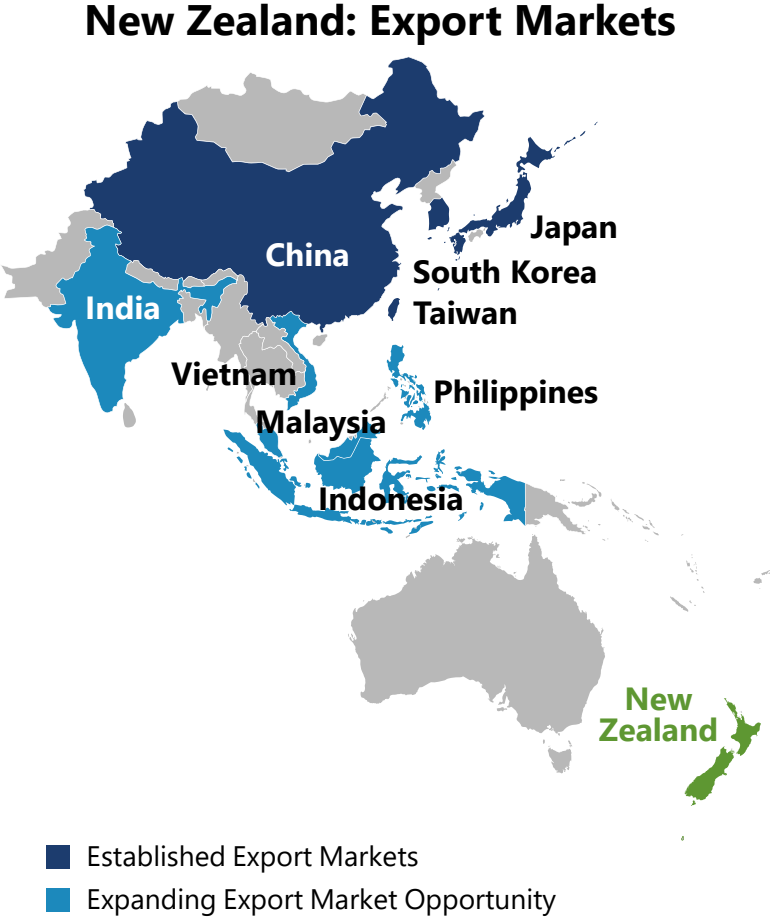 New Zealand: Export Markets
Japan
China
South Korea
India
Taiwan
Vietnam
Philippines
Malaysia
Indonesia
New
Zealand
Established Export Markets
Expanding Export Market Opportunity